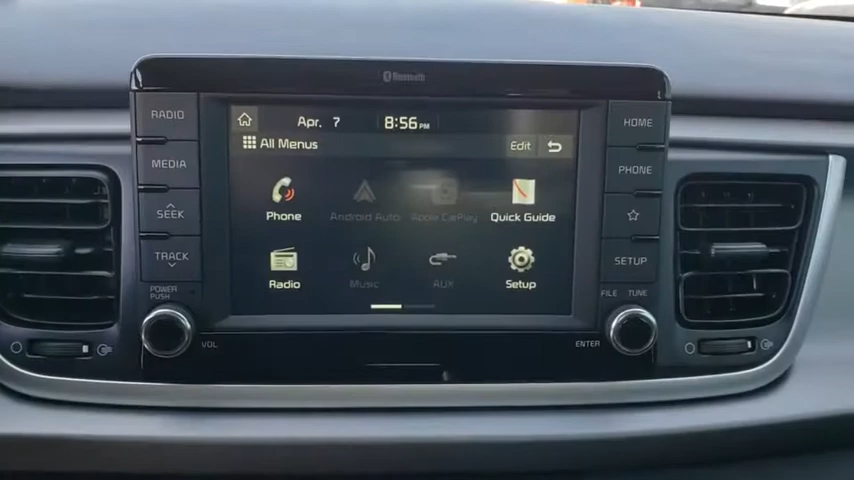 Bluetooth
RADIO
MEDIA
SEEK
TRACK
POWER
PUSH
VOL
Apr. 7 8:56 PM
All Menus Edit
Phone Android Auto Apple CarPlay Quick Guide
Radio Music AUX Setup
HOME
PHONE
SETUP
FILE TUNE
ENTER